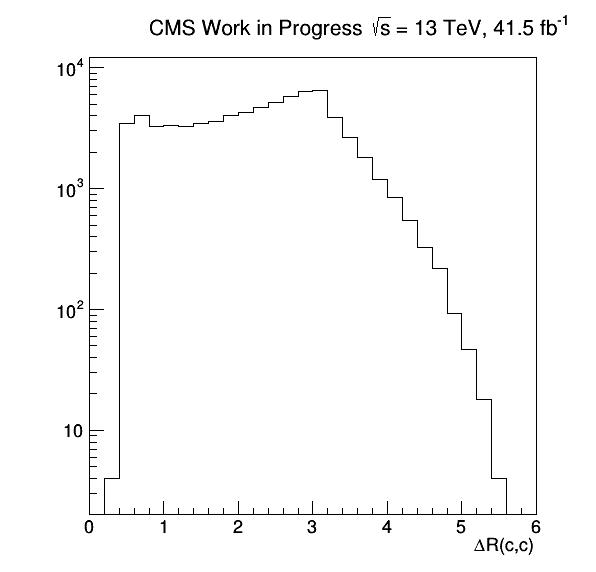 CMS Work in Progress √s = 13 TeV, 41.5 fb⁻¹
10⁴
10³
10²
10
0 1 2 3 4 5 6
ΔR(c,c)